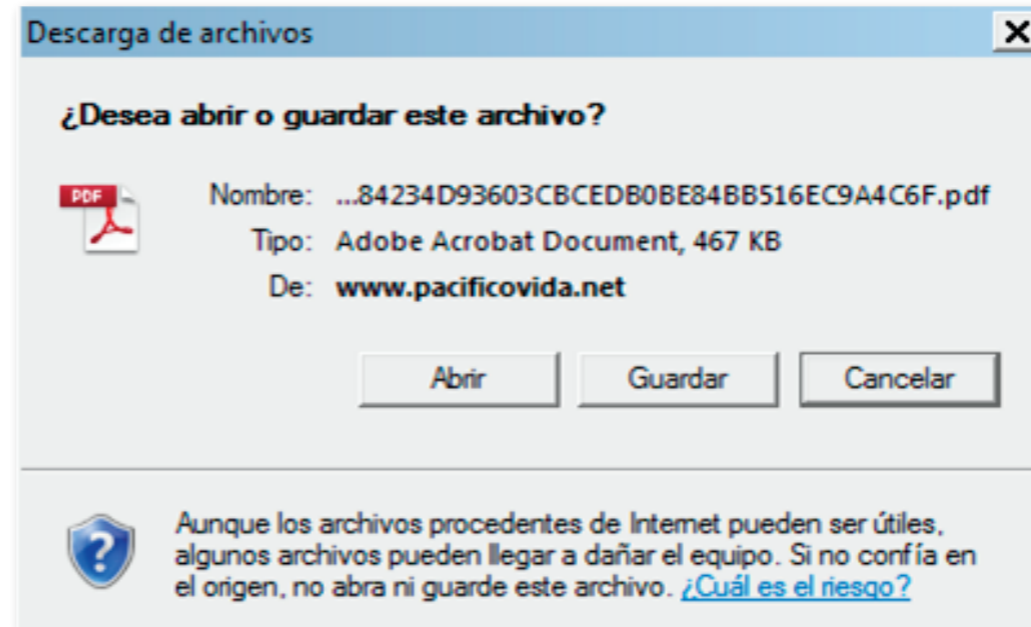 Descarga de archivos
¿Desea abrir o guardar este archivo?
PDF
Nombre: ...84234D93603CBCEDB0BE84BB516EC9A4C6F.pdf
Tipo: Adobe Acrobat Document, 467 KB
De: www.pacificovida.net
Abrir Guardar Cancelar
Aunque los archivos procedentes de Internet pueden ser útiles,
algunos archivos pueden llegar a dañar el equipo. Si no confía en
el origen, no abra ni guarde este archivo. ¿Cuál es el riesgo?